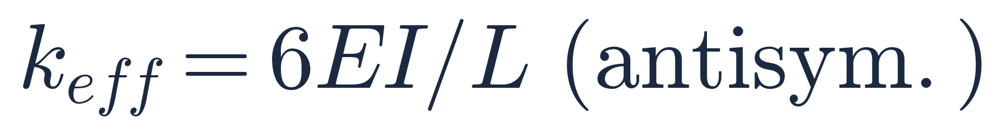 k_{eff} = 6EI/L (antisym. )